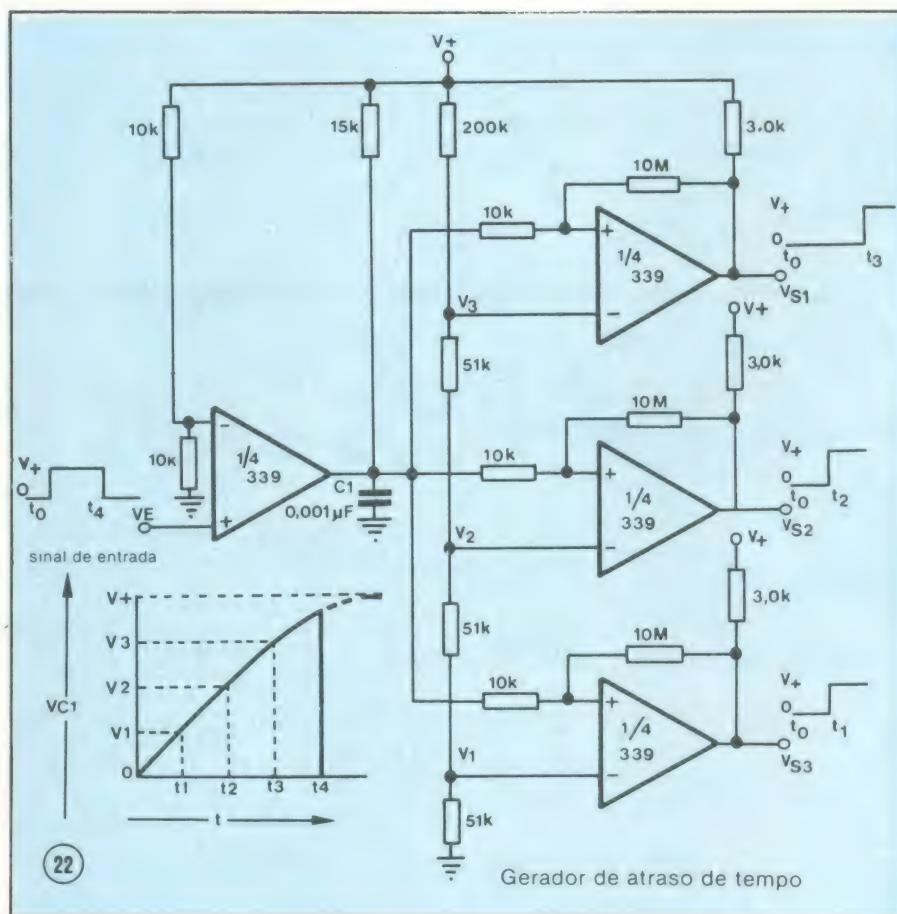 V+
10k
15k
200k
3.0k
10M
10k
+
1/4
339
−
V+
0
t0
t3
VS1
V3
V+
51k
3,0k
10M
10k
−
10k
1/4
339
+
V+
0
t0
t4
VE
sinal de entrada
C1
0,001µF
10k
+
1/4
339
−
V+
0
t0
t2
VS2
V2
V+
51k
3,0k
10M
10k
+
1/4
339
−
V+
0
t0
t1
VS3
V1
51k
V+
V3
V2
V1
0
VC1
t1
t2
t3
t4
t
22
Gerador de atraso de tempo